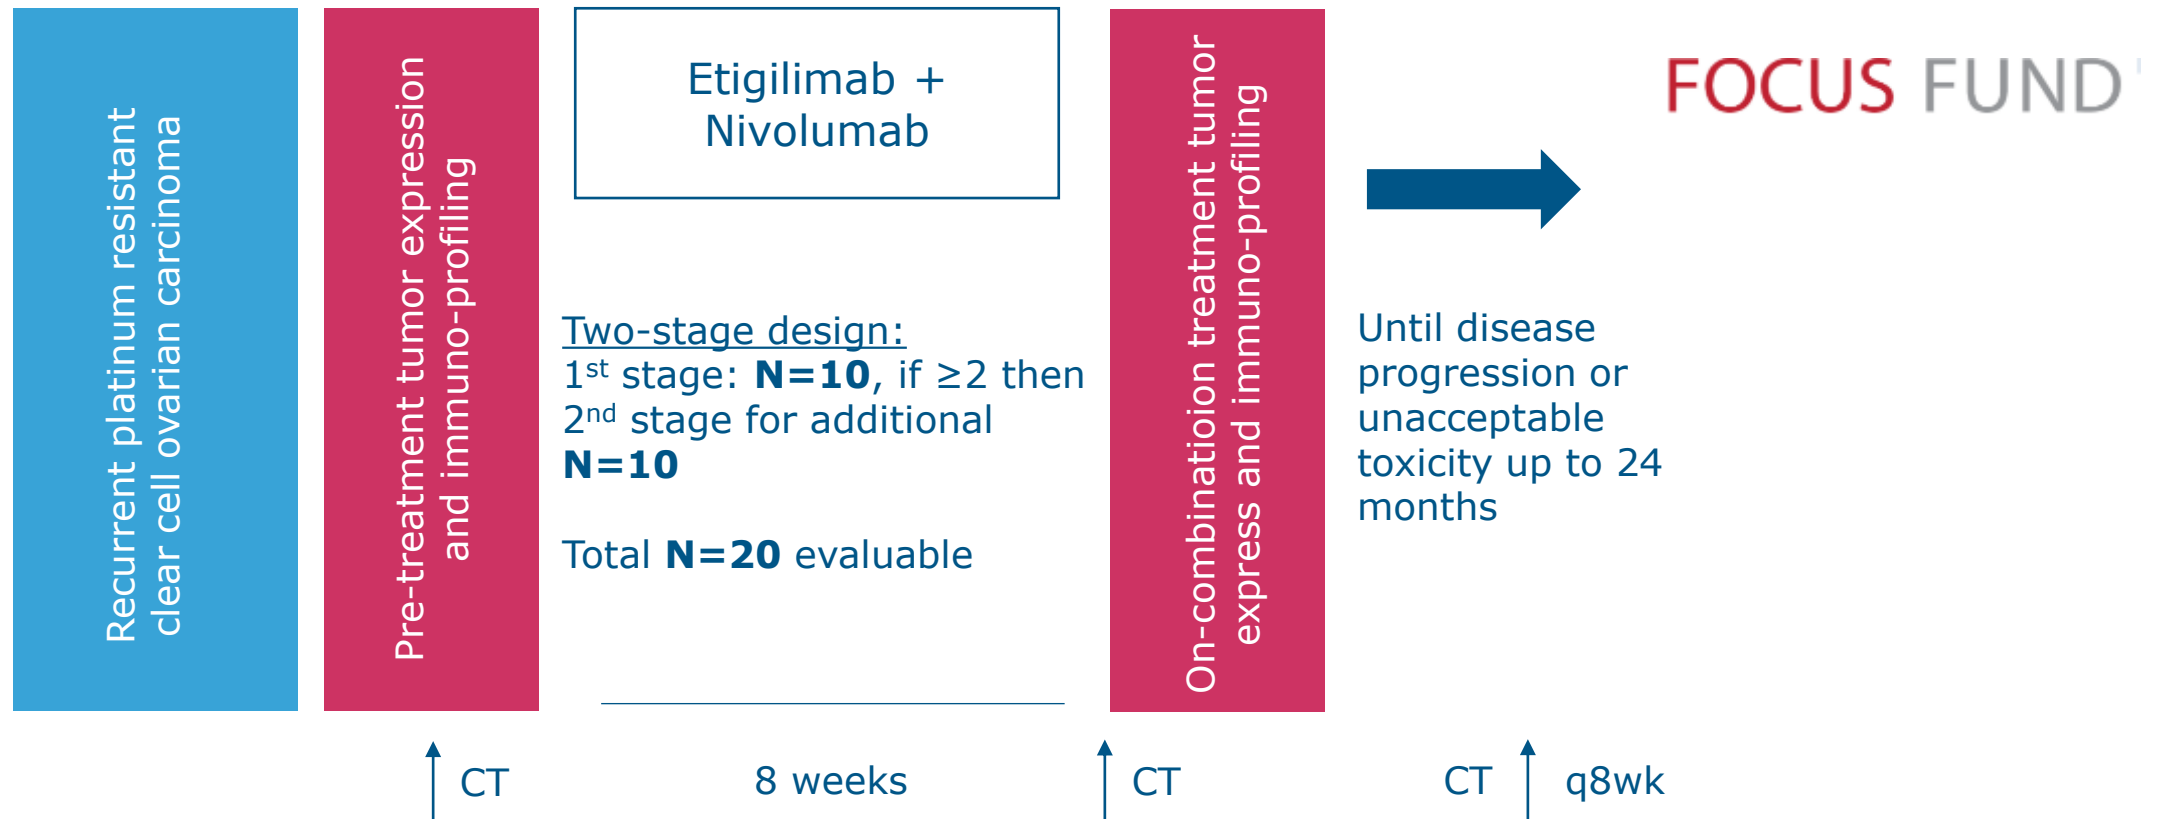 Recurrent platinum resistant
clear cell ovarian carcinoma
Pre-treatment tumor expression
and immuno-profiling
Etigilimab +
Nivolumab
Two-stage design:
1st stage: N=10, if ≥2 then
2nd stage for additional
N=10
Total N=20 evaluable
On-combinatioion treatment tumor
express and immuno-profiling
FOCUS FUND
Until disease
progression or
unacceptable
toxicity up to 24
months
CT
8 weeks
CT
CT
q8wk